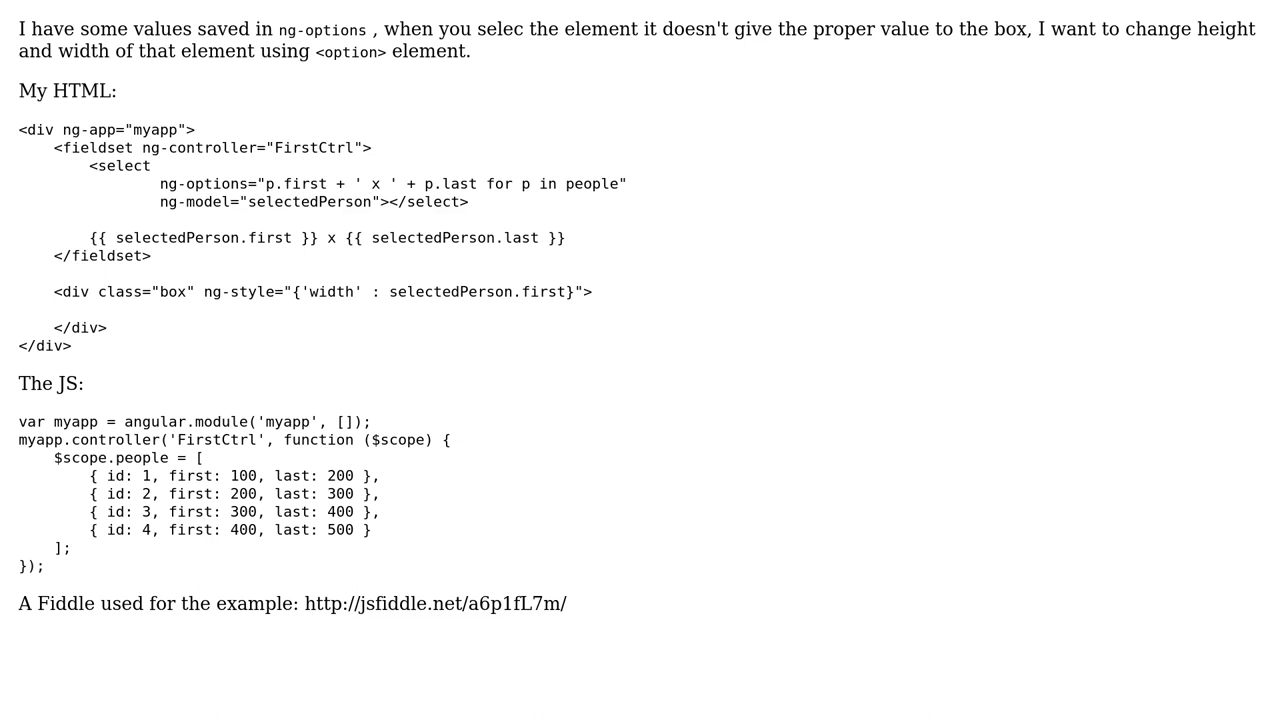 I have some values saved in ng-options , when you selec the element it doesn't give the proper value to the box, I want to change height
and width of that element using <option> element.
My HTML:
<div ng-app="myapp">
    <fieldset ng-controller="FirstCtrl">
        <select
                ng-options="p.first + ' x ' + p.last for p in people"
                ng-model="selectedPerson"></select>
        {{ selectedPerson.first }} x {{ selectedPerson.last }}
    </fieldset>
    <div class="box" ng-style="{'width' : selectedPerson.first}">
    </div>
</div>
The JS:
var myapp = angular.module('myapp', []);
myapp.controller('FirstCtrl', function ($scope) {
    $scope.people = [
        { id: 1, first: 100, last: 200 },
        { id: 2, first: 200, last: 300 },
        { id: 3, first: 300, last: 400 },
        { id: 4, first: 400, last: 500 }
    ];
});
A Fiddle used for the example: http://jsfiddle.net/a6p1fL7m/